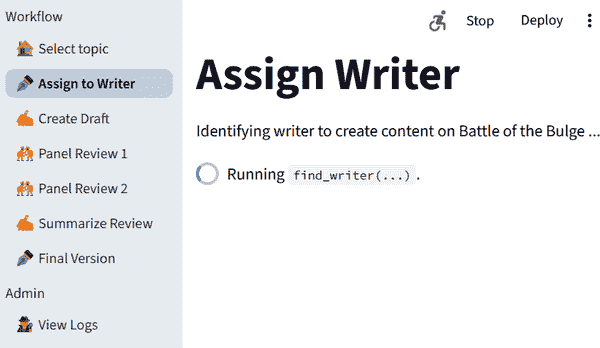 Workflow
Select topic
Assign to Writer
Create Draft
Panel Review 1
Panel Review 2
Summarize Review
Final Version
Admin
View Logs
Stop Deploy
Assign Writer
Identifying writer to create content on Battle of the Bulge ...
Running find_writer(...).